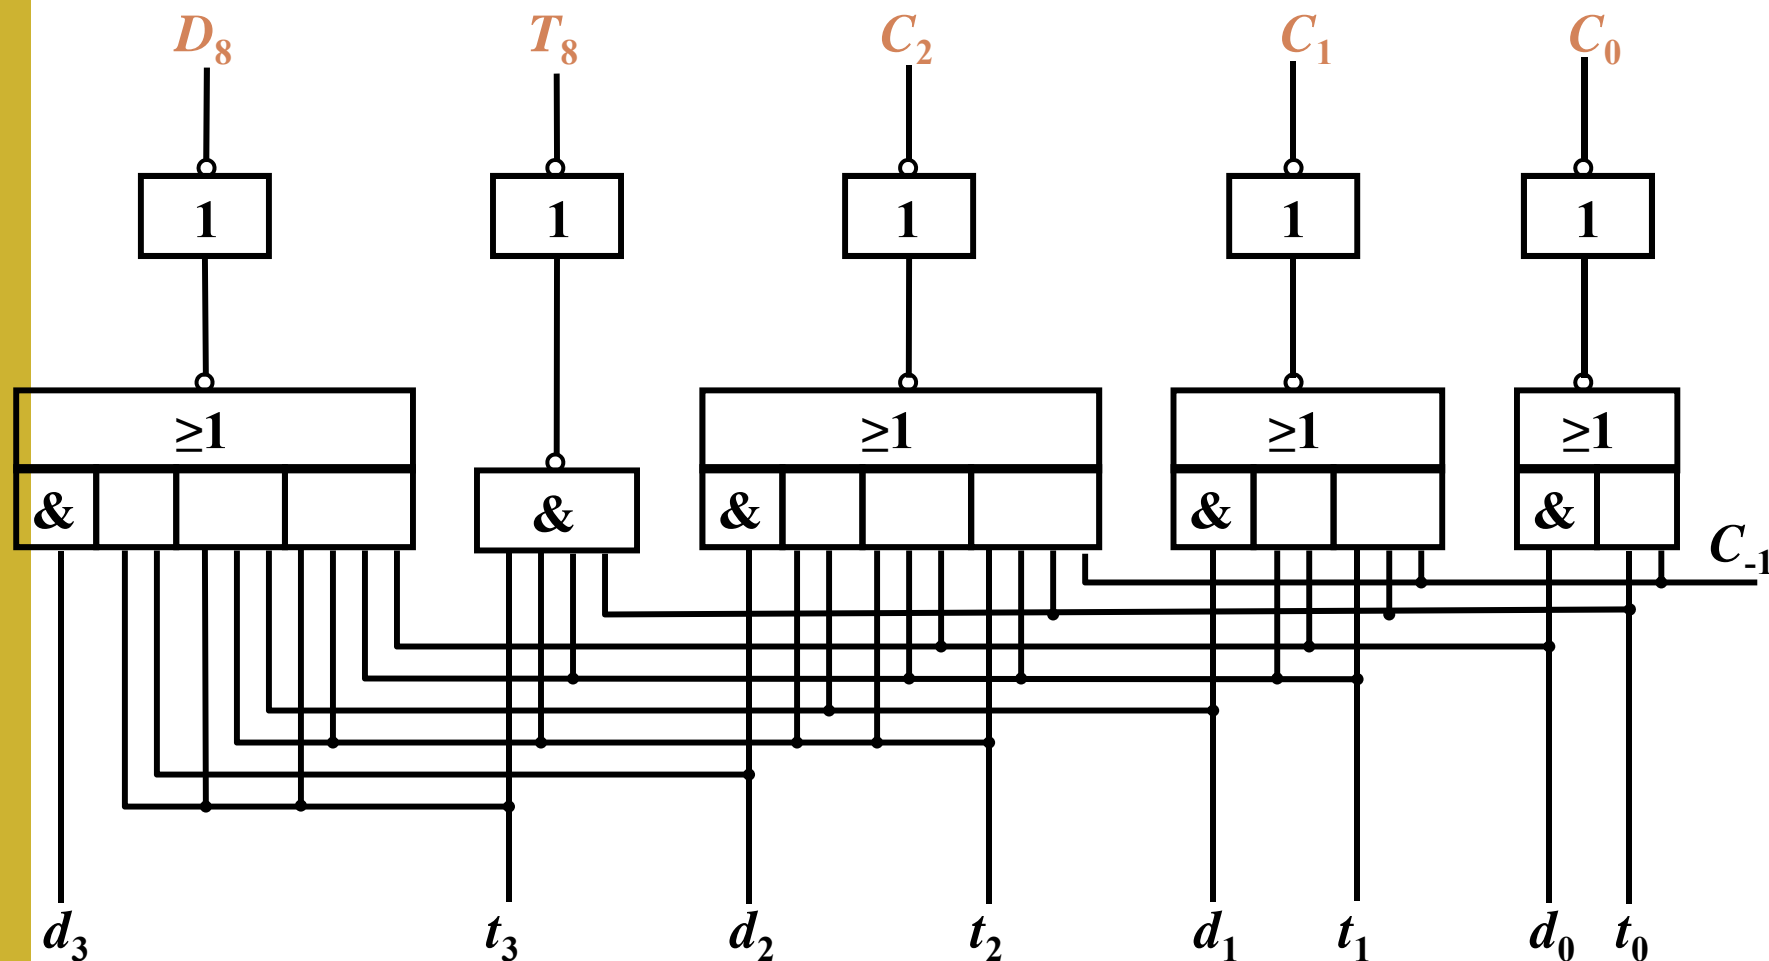 D₈ T₈ C₂ C₁ C₀
1 1 1 1 1
≥1 ≥1 ≥1 ≥1
& & & & &
C₋₁
d₃ t₃ d₂ t₂ d₁ t₁ d₀ t₀